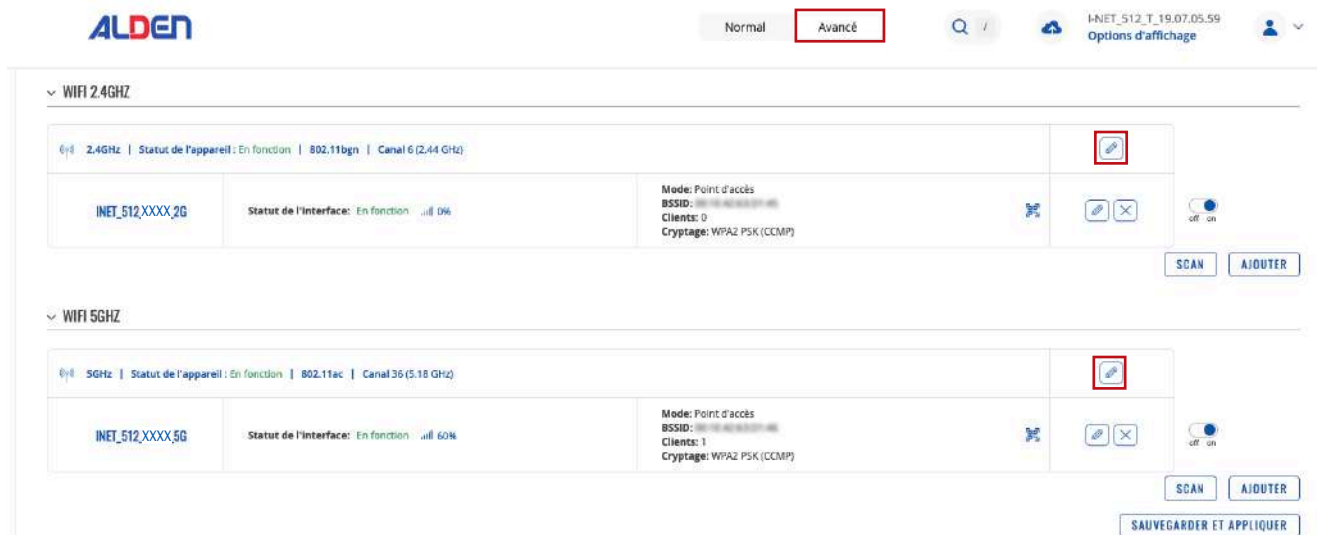 ALDEN
Normal
Avancé
/
I-NET_512_T_19.07.05.59
Options d'affichage
WIFI 2.4GHZ
2.4GHz | Statut de l'appareil : En fonction | 802.11bgn | Canal 6 (2.44 GHz)
INET_512_XXXX_2G
Statut de l'interface: En fonction 0%
Mode: Point d'accès
BSSID:
Clients: 0
Cryptage: WPA2 PSK (CCMP)
off on
SCAN
AJOUTER
WIFI 5GHZ
5GHz | Statut de l'appareil : En fonction | 802.11ac | Canal 36 (5.18 GHz)
INET_512_XXXX_5G
Statut de l'interface: En fonction 60%
Mode: Point d'accès
BSSID:
Clients: 1
Cryptage: WPA2 PSK (CCMP)
off on
SCAN
AJOUTER
SAUVEGARDER ET APPLIQUER